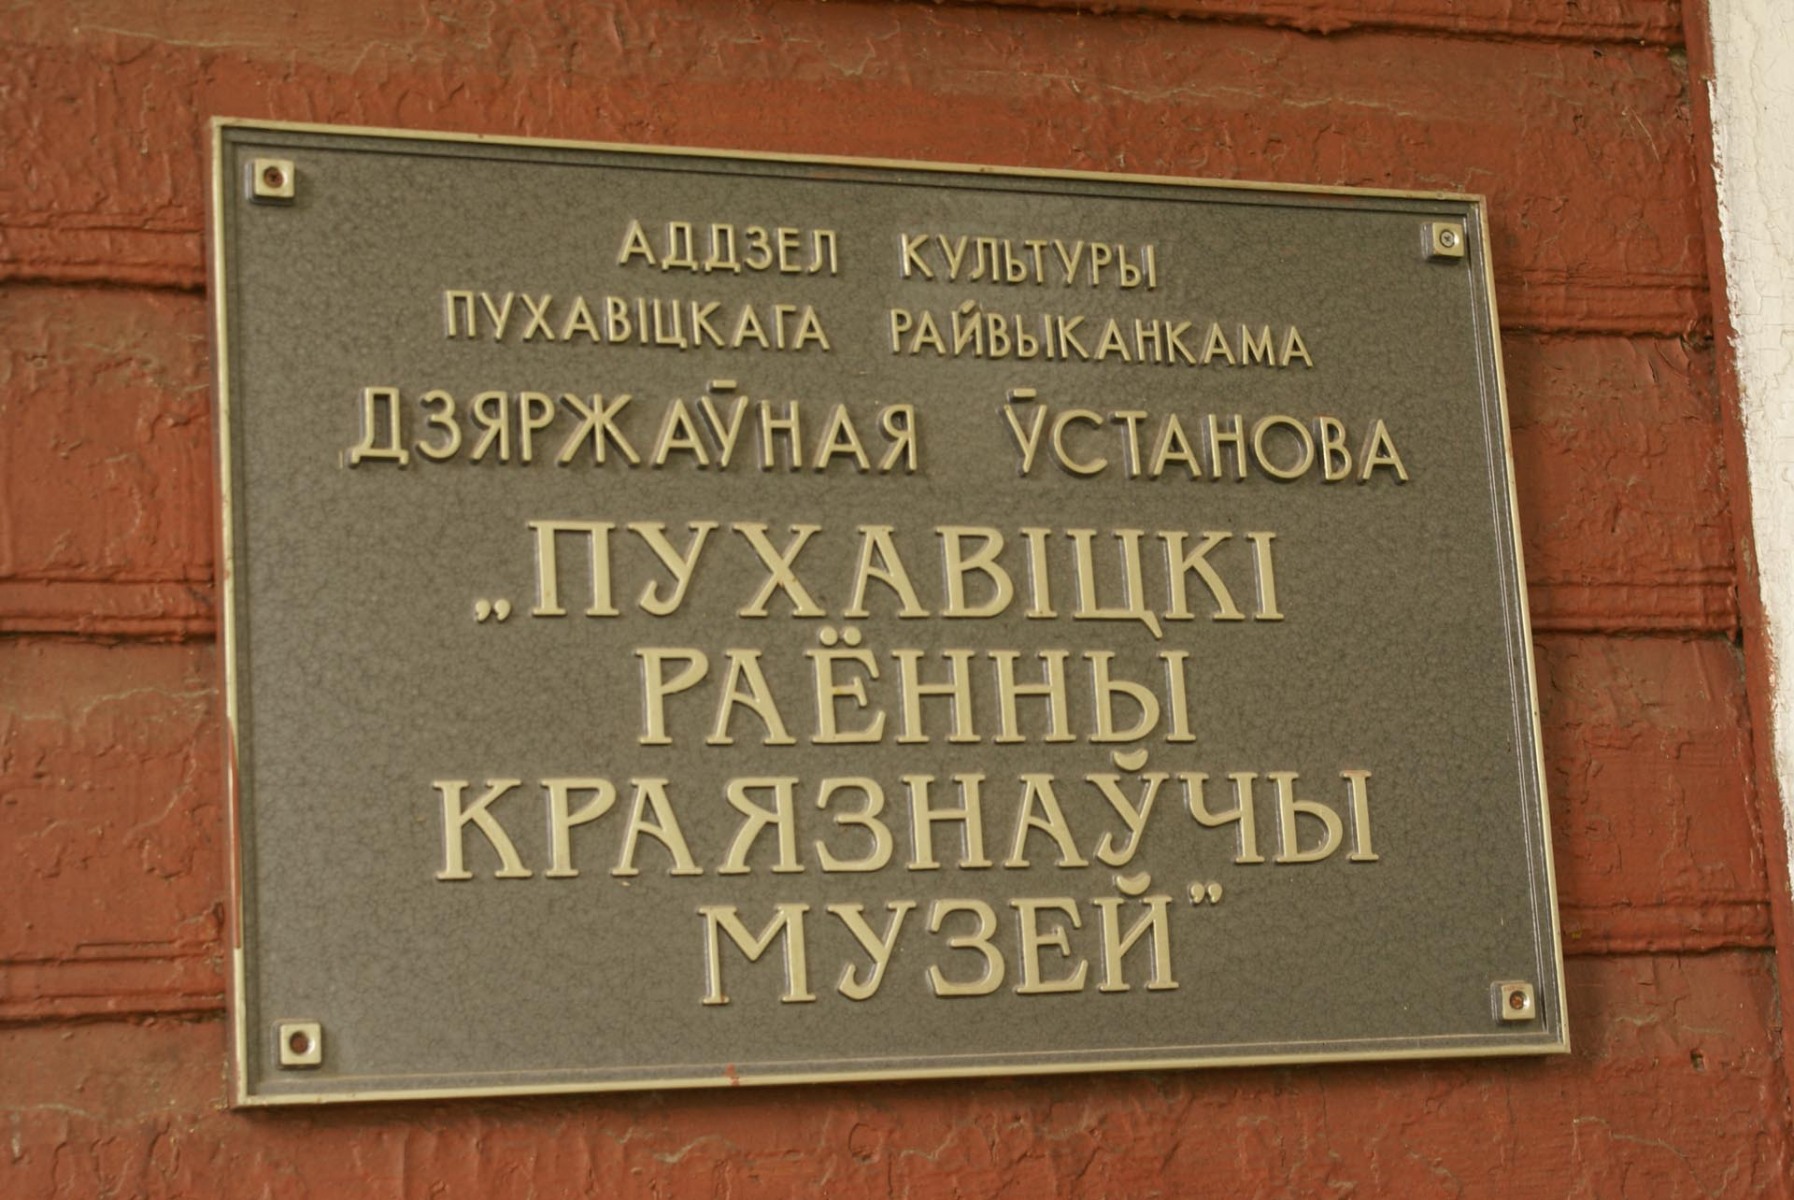 АДДЗЕЛ КУЛЬТУРЫ
ПУХАВІЦКАГА РАЙВЫКАНКАМА
ДЗЯРЖАЎНАЯ ЎСТАНОВА
„ПУХАВІЦКІ
РАЁННЫ
КРАЯЗНАЎЧЫ
МУЗЕЙ”